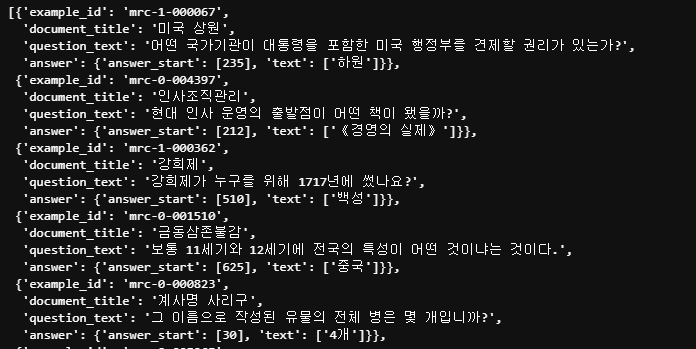 [{'example_id': 'mrc-1-000067',
'document_title': '미국 상원',
'question_text': '어떤 국가기관이 대통령을 포함한 미국 행정부을 견제할 권리가 있는가?',
'answer': {'answer_start': [235], 'text': ['하원']}},
{'example_id': 'mrc-0-004397',
'document_title': '인사조직관리',
'question_text': '현대 인사 운영의 출발점이 어떤 책이 됐을까?',
'answer': {'answer_start': [212], 'text': ['《경영의 실제》']}},
{'example_id': 'mrc-1-000362',
'document_title': '강희제',
'question_text': '강희제가 누구들 위해 1717년에 썼나요?',
'answer': {'answer_start': [510], 'text': ['백성']}},
{'example_id': 'mrc-0-001510',
'document_title': '금동삼존불감',
'question_text': '보통 11세기와 12세기에 전국의 특성이 어떤 것이냐는 것이다.',
'answer': {'answer_start': [625], 'text': ['중국']}},
{'example_id': 'mrc-0-000823',
'document_title': '계사명 사리구',
'question_text': '그 이름으로 작성된 유물의 전체 병은 몇 개입니까?',
'answer': {'answer_start': [30], 'text': ['4개']}},